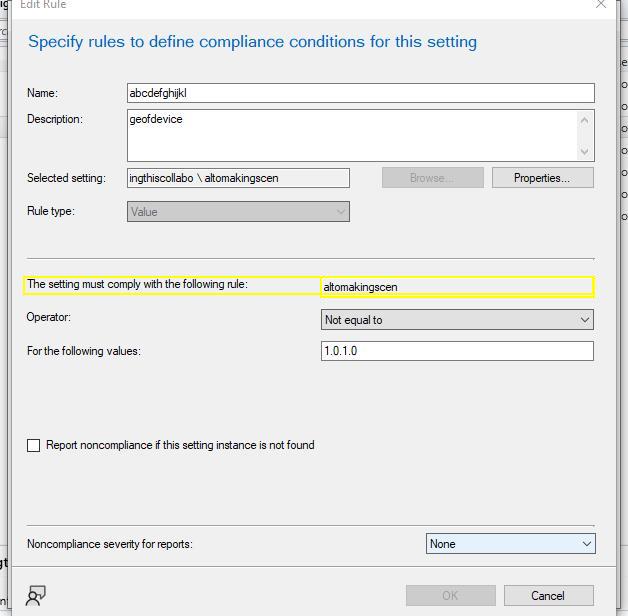 Edit Rule
Specify rules to define compliance conditions for this setting
Name:
abcdefghijkl
Description:
geofdevice
Selected setting:
ingthiscollabo \ altomakingscen
Browse...
Properties...
Rule type:
Value
The setting must comply with the following rule:
altomakingscen
Operator:
Not equal to
For the following values:
1.0.1.0
Report noncompliance if this setting instance is not found
Noncompliance severity for reports:
None
OK
Cancel